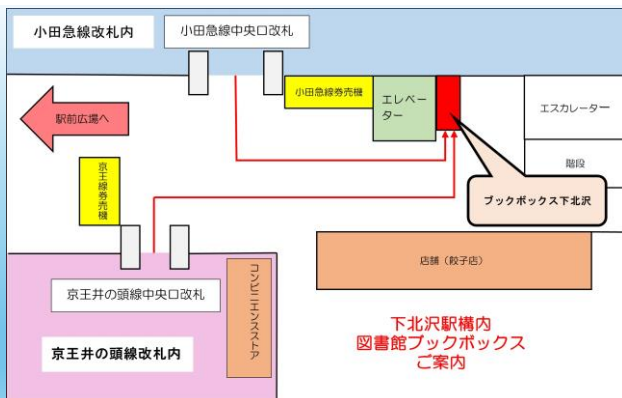 小田急線改札内
小田急線中央口改札
駅前広場へ
小田急線券売機
エレベー
ター
エスカレーター
階段
京王線券売機
ブックボックス下北沢
店舗（餃子店）
京王井の頭線中央口改札
コンビニエンスストア
京王井の頭線改札内
下北沢駅構内
図書館ブックボックス
ご案内